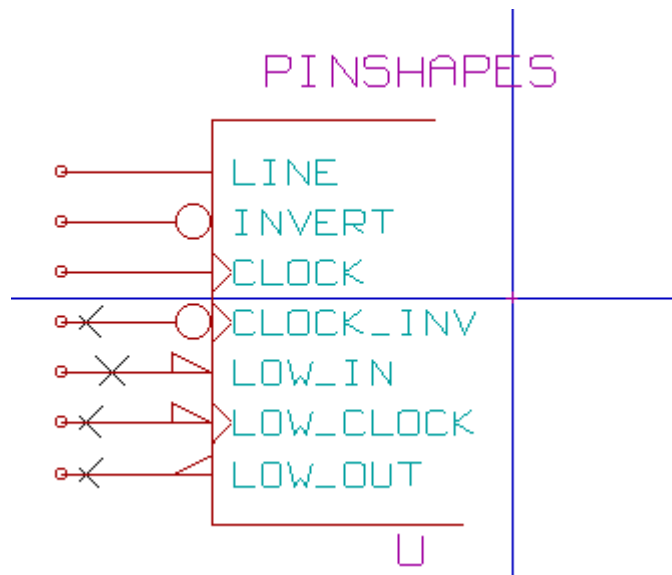 PINSHAPES
LINE
INVERT
CLOCK
CLOCK_INV
LOW_IN
LOW_CLOCK
LOW_OUT
U